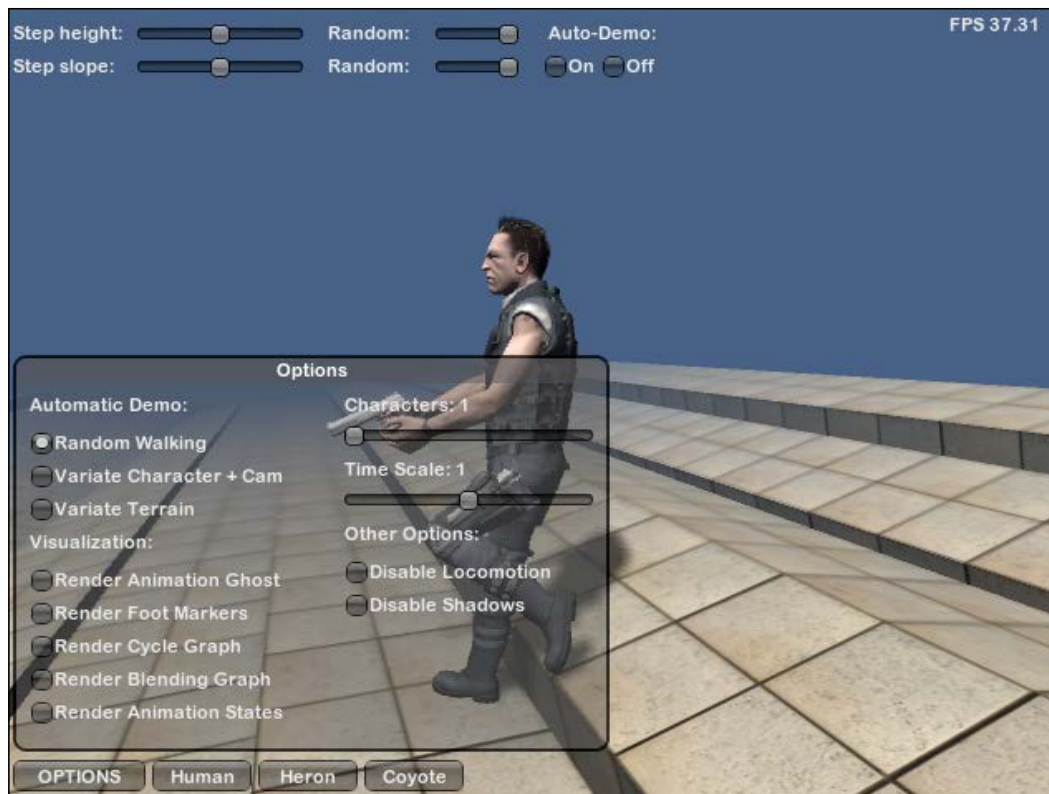 Step height: Random: Auto-Demo: FPS 37.31
Step slope: Random: On Off
Options
Automatic Demo:
Random Walking
Variate Character + Cam
Variate Terrain
Visualization:
Render Animation Ghost
Render Foot Markers
Render Cycle Graph
Render Blending Graph
Render Animation States
Characters: 1
Time Scale: 1
Other Options:
Disable Locomotion
Disable Shadows
OPTIONS Human Heron Coyote